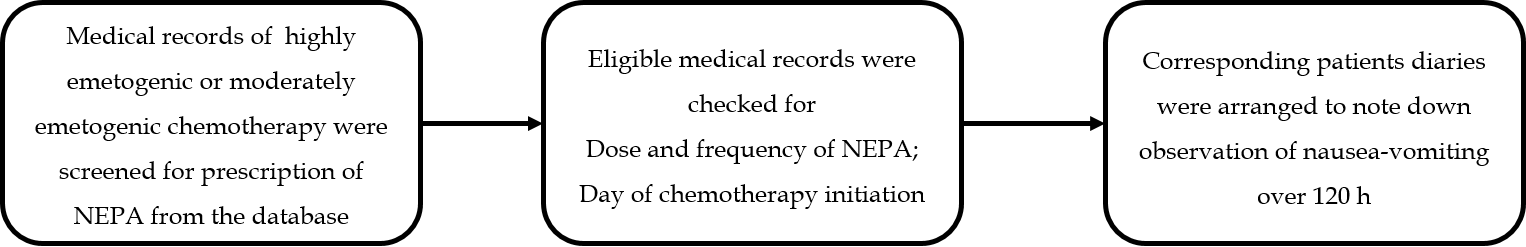 Medical records of highly
emetogenic or moderately
emetogenic chemotherapy were
screened for prescription of
NEPA from the database
Eligible medical records were
checked for
Dose and frequency of NEPA;
Day of chemotherapy initiation
Corresponding patients diaries
were arranged to note down
observation of nausea-vomiting
over 120 h